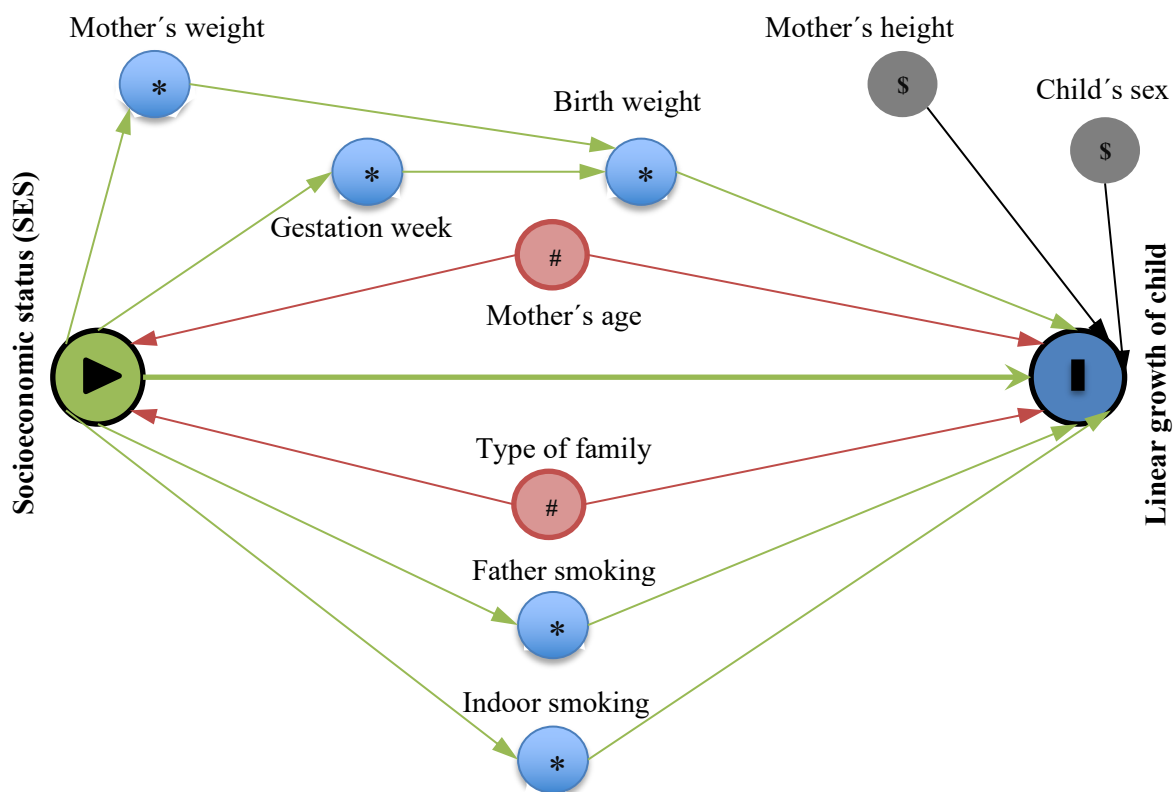 Mother´s weight
*
Mother´s height
$
Child´s sex
$
Birth weight
*
*
Gestation week
#
Mother´s age
Socioeconomic status (SES)
Linear growth of child
Type of family
#
Father smoking
*
Indoor smoking
*